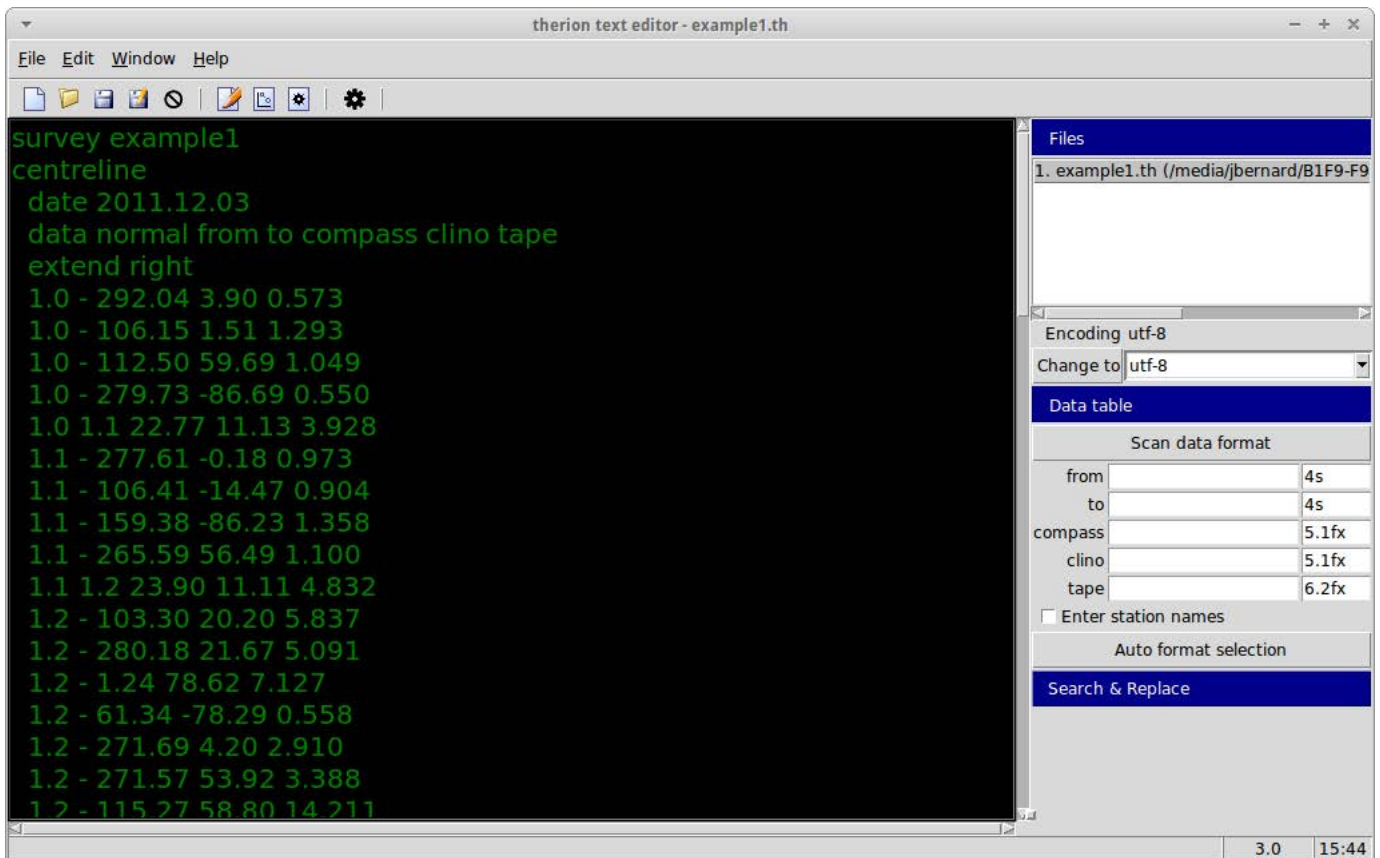 therion text editor - example1.th
File Edit Window Help
survey example1
centreline
date 2011.12.03
data normal from to compass clino tape
extend right
1.0 - 292.04 3.90 0.573
1.0 - 106.15 1.51 1.293
1.0 - 112.50 59.69 1.049
1.0 - 279.73 -86.69 0.550
1.0 1.1 22.77 11.13 3.928
1.1 - 277.61 -0.18 0.973
1.1 - 106.41 -14.47 0.904
1.1 - 159.38 -86.23 1.358
1.1 - 265.59 56.49 1.100
1.1 1.2 23.90 11.11 4.832
1.2 - 103.30 20.20 5.837
1.2 - 280.18 21.67 5.091
1.2 - 1.24 78.62 7.127
1.2 - 61.34 -78.29 0.558
1.2 - 271.69 4.20 2.910
1.2 - 271.57 53.92 3.388
1.2 - 115.27 58.80 14.211
Files
1. example1.th (/media/jbernard/B1F9-F9
Encoding utf-8
Change to utf-8
Data table
Scan data format
from 4s
to 4s
compass 5.1fx
clino 5.1fx
tape 6.2fx
Enter station names
Auto format selection
Search & Replace
3.0 15:44